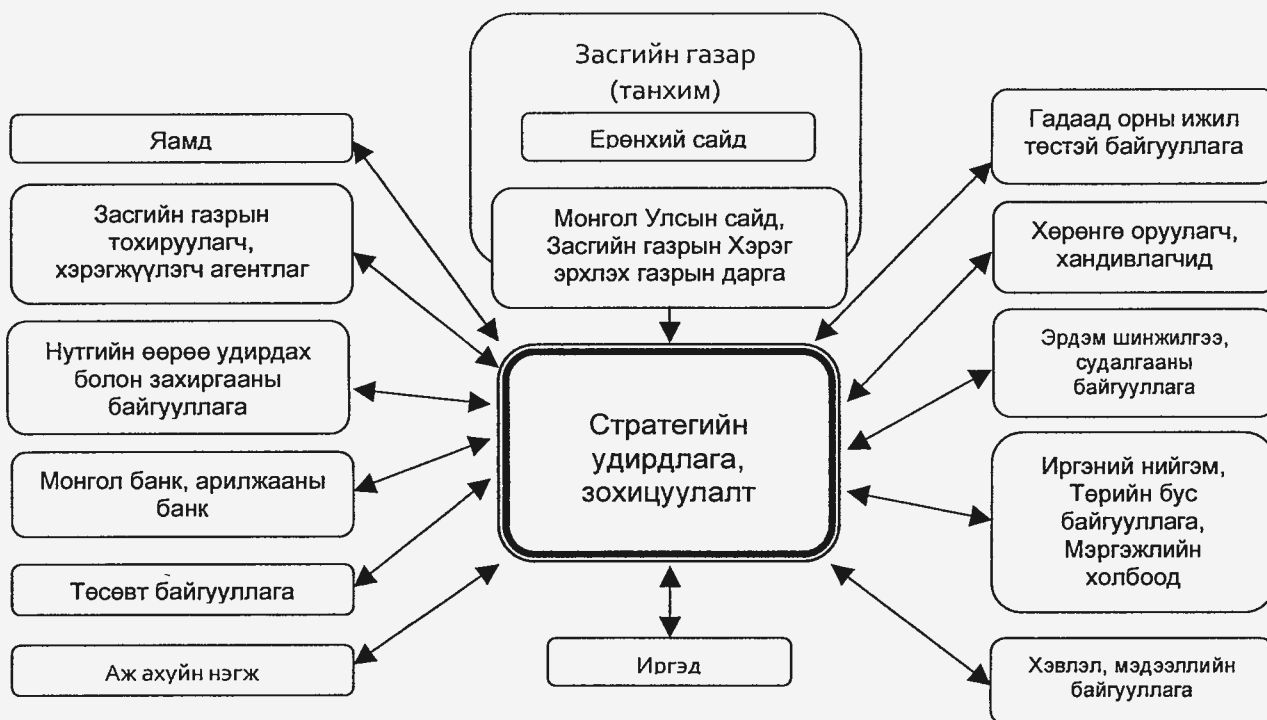 Засгийн газар
(танхим)
Ерөнхий сайд
Монгол Улсын сайд,
Засгийн газрын Хэрэг
эрхлэх газрын дарга
Яамд
Засгийн газрын
тохируулагч,
хэрэгжүүлэгч агентлаг
Нутгийн өөрөө удирдах
болон захиргааны
байгууллага
Монгол банк, арилжааны
банк
Төсөвт байгууллага
Аж ахуйн нэгж
Стратегийн
удирдлага,
зохицуулалт
Иргэд
Гадаад орны ижил
төстэй байгууллага
Хөрөнгө оруулагч,
хандивлагчид
Эрдэм шинжилгээ,
судалгааны
байгууллага
Иргэний нийгэм,
Төрийн бус
байгууллага,
Мэргэжлийн
холбоод
Хэвлэл, мэдээллийн
байгууллага